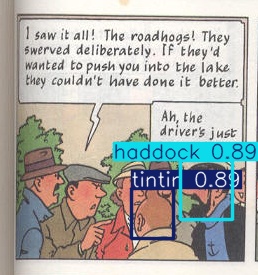 I saw it all! The roadhogs! They
swerved deliberately. If they'd
wanted to push you into the lake
they couldn't have done it better.
Ah, the
driver's just
haddock 0.89
tintin 0.89